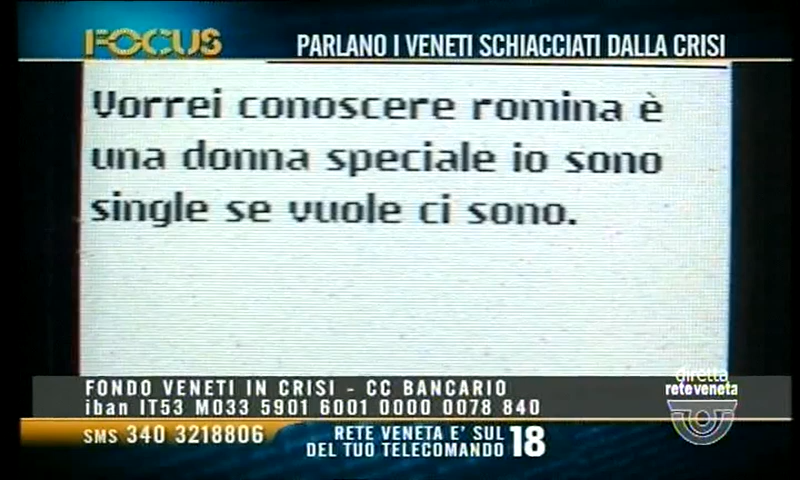 FOCUS
PARLANO I VENETI SCHIACCIATI DALLA CRISI
Vorrei conoscere romina è
una donna speciale io sono
single se vuole ci sono.
FONDO VENETI IN CRISI - CC BANCARIO
iban IT53 M033 5901 6001 0000 0078 840
diretta
reteveneta
SMS 340 3218806
RETE VENETA E' SUL 18
DEL TUO TELECOMANDO